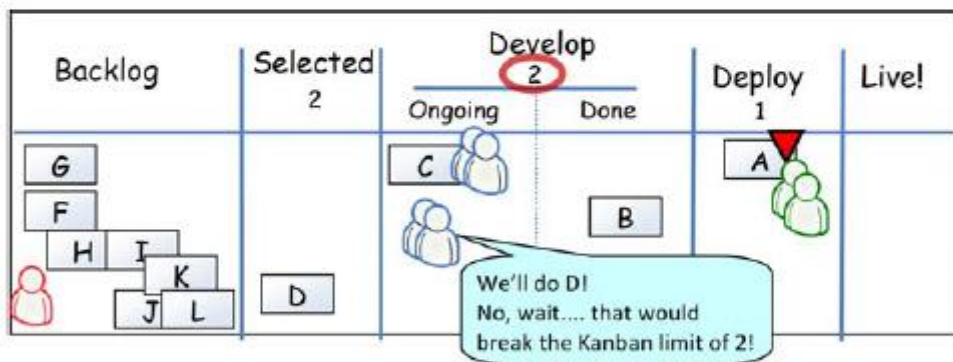 Backlog
Selected
2
Develop
2
Ongoing
Done
Deploy
1
Live!
G
F
H
I
K
J
L
D
C
B
A
We'll do D!
No, wait.... that would
break the Kanban limit of 2!